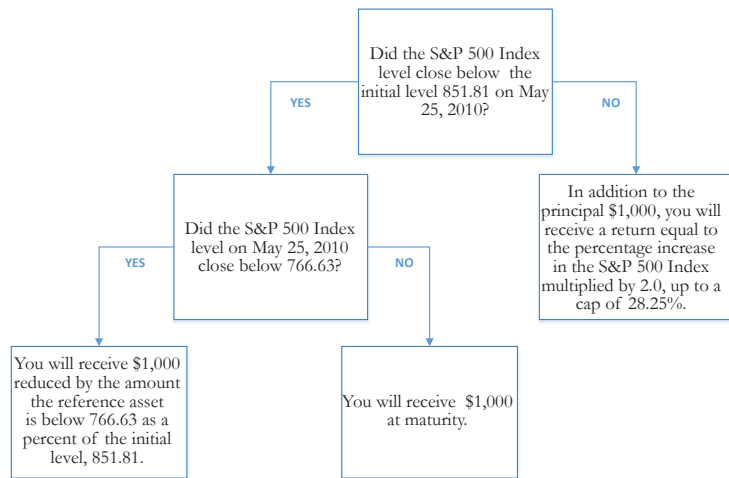 Did the S&P 500 Index
level close below the
initial level 851.81 on May
25, 2010?
YES
NO
Did the S&P 500 Index
level on May 25, 2010
close below 766.63?
In addition to the
principal $1,000, you will
receive a return equal to
the percentage increase
in the S&P 500 Index
multiplied by 2.0, up to a
cap of 28.25%.
YES
NO
You will receive $1,000
reduced by the amount
the reference asset
is below 766.63 as a
percent of the initial
level, 851.81.
You will receive $1,000
at maturity.